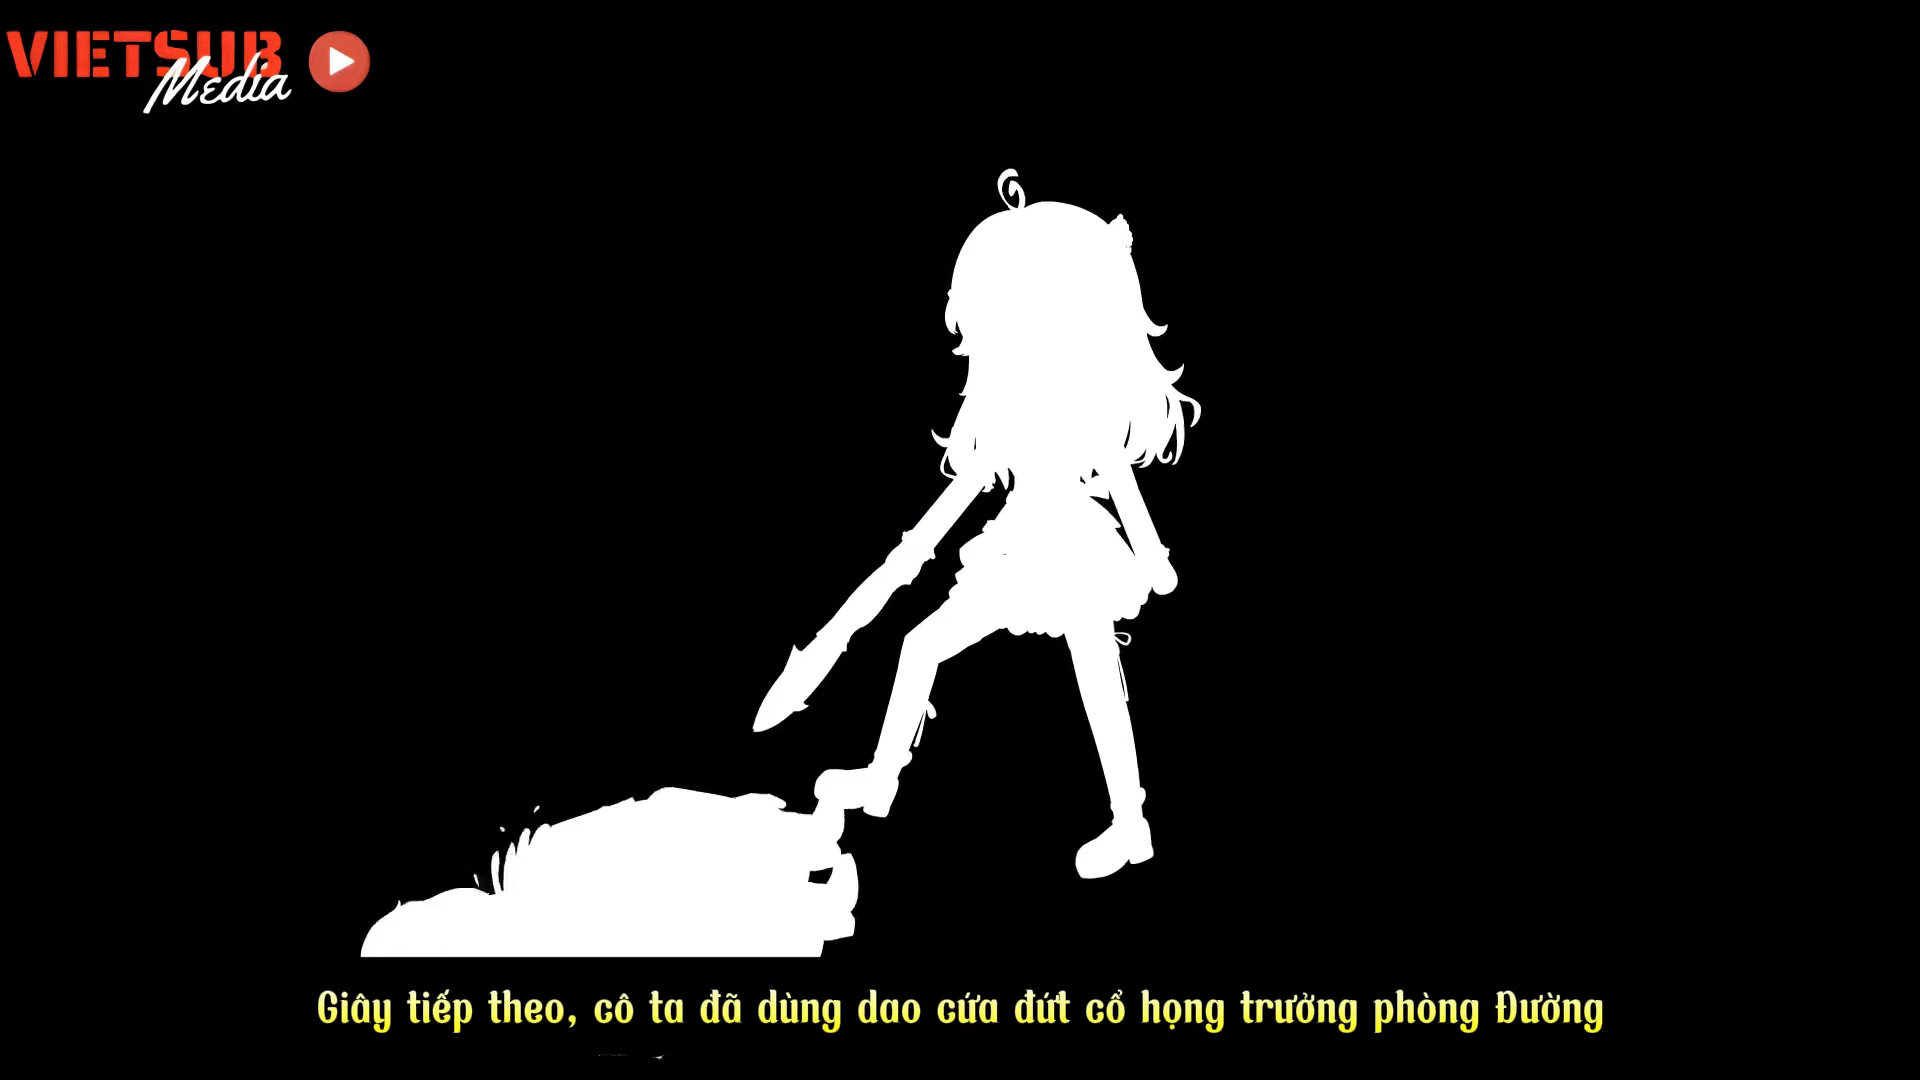 VIETSUB
Media
Giây tiếp theo, cô ta đã dùng dao cứa đứt cổ họng trưởng phòng Đường